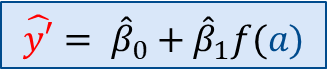 ŷ′ = β̂₀ + β̂₁f(a)